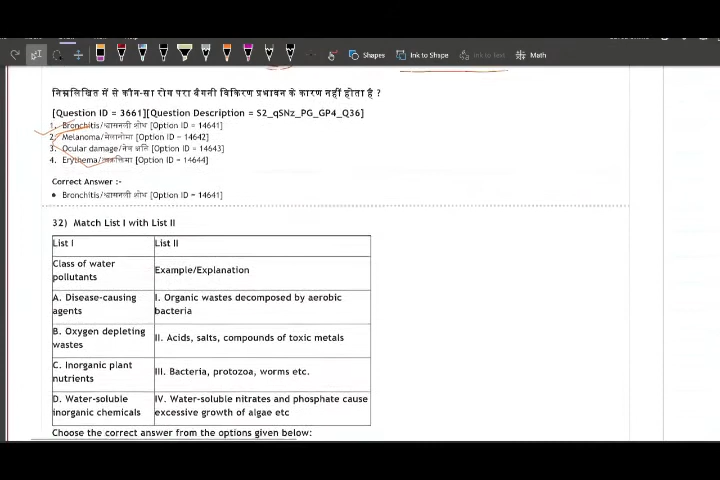 Shapes
Ink to Shape
Ink to Text
Math
निम्नलिखित में से कौन-सा रोग परा बैगनी विकिरण प्रभावन के कारण नहीं होता है ?
[Question ID = 3661][Question Description = S2_qSNz_PG_GP4_Q36]
1. Bronchitis/श्वासनली शोथ [Option ID = 14641]
2. Melanoma/मेलानोमा [Option ID = 14642]
3. Ocular damage/नेत्र क्षति [Option ID = 14643]
4. Erythema/ [Option ID = 14644]
Correct Answer :-
• Bronchitis/श्वासनली शोथ [Option ID = 14641]
32) Match List I with List II
List I List II
Class of water pollutants Example/Explanation
A. Disease-causing agents I. Organic wastes decomposed by aerobic bacteria
B. Oxygen depleting wastes II. Acids, salts, compounds of toxic metals
C. Inorganic plant nutrients III. Bacteria, protozoa, worms etc.
D. Water-soluble inorganic chemicals IV. Water-soluble nitrates and phosphate cause excessive growth of algae etc
Choose the correct answer from the options given below: